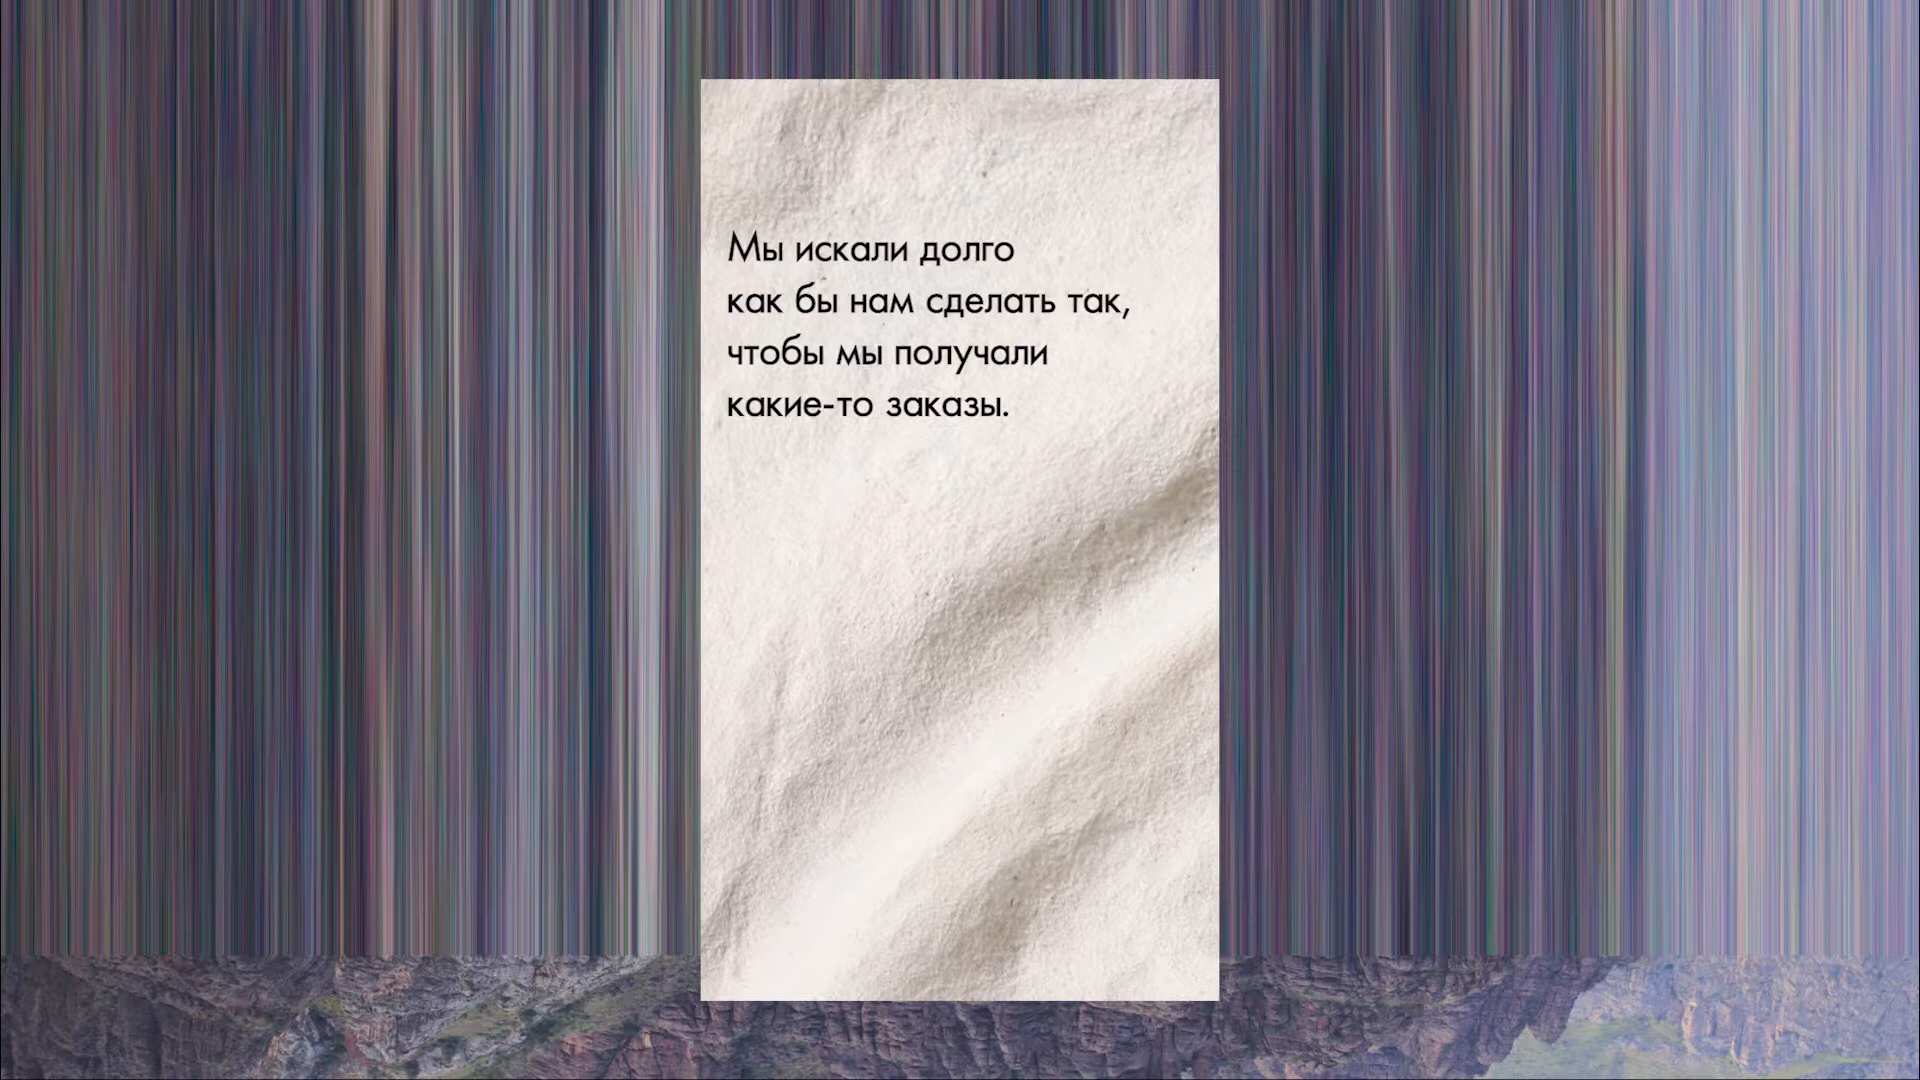 Мы искали долго
как бы нам сделать так,
чтобы мы получали
какие-то заказы.